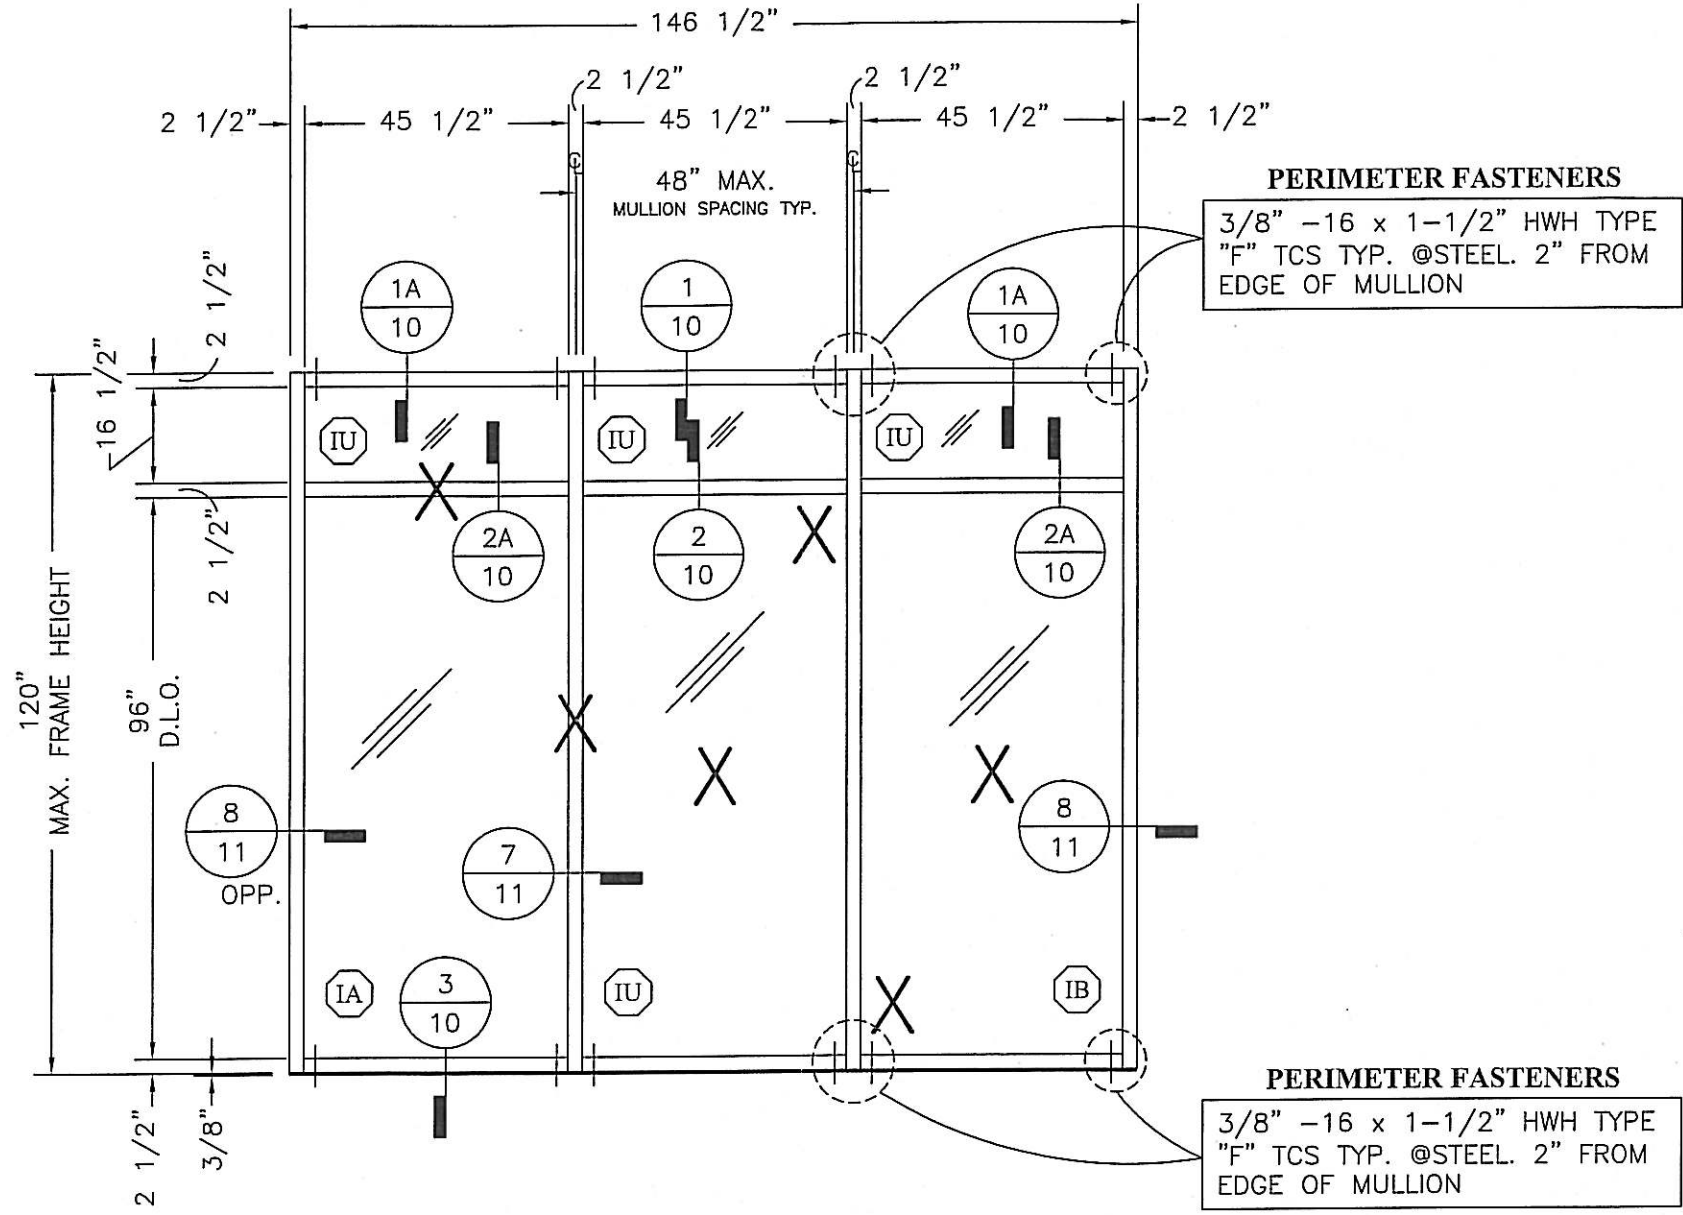 146 1/2"
2 1/2"
2 1/2"
2 1/2"
45 1/2"
45 1/2"
45 1/2"
2 1/2"
48" MAX.
MULLION SPACING TYP.
PERIMETER FASTENERS
3/8" -16 x 1-1/2" HWH TYPE
"F" TCS TYP. @STEEL. 2" FROM
EDGE OF MULLION
1A
10
1
10
1A
10
2 1/2"
16 1/2"
IU
IU
IU
2 1/2"
2A
10
2
10
2A
10
120"
MAX. FRAME HEIGHT
96"
D.L.O.
8
11
OPP.
7
11
8
11
IA
3
10
IU
IB
2 1/2"
3/8"
PERIMETER FASTENERS
3/8" -16 x 1-1/2" HWH TYPE
"F" TCS TYP. @STEEL. 2" FROM
EDGE OF MULLION